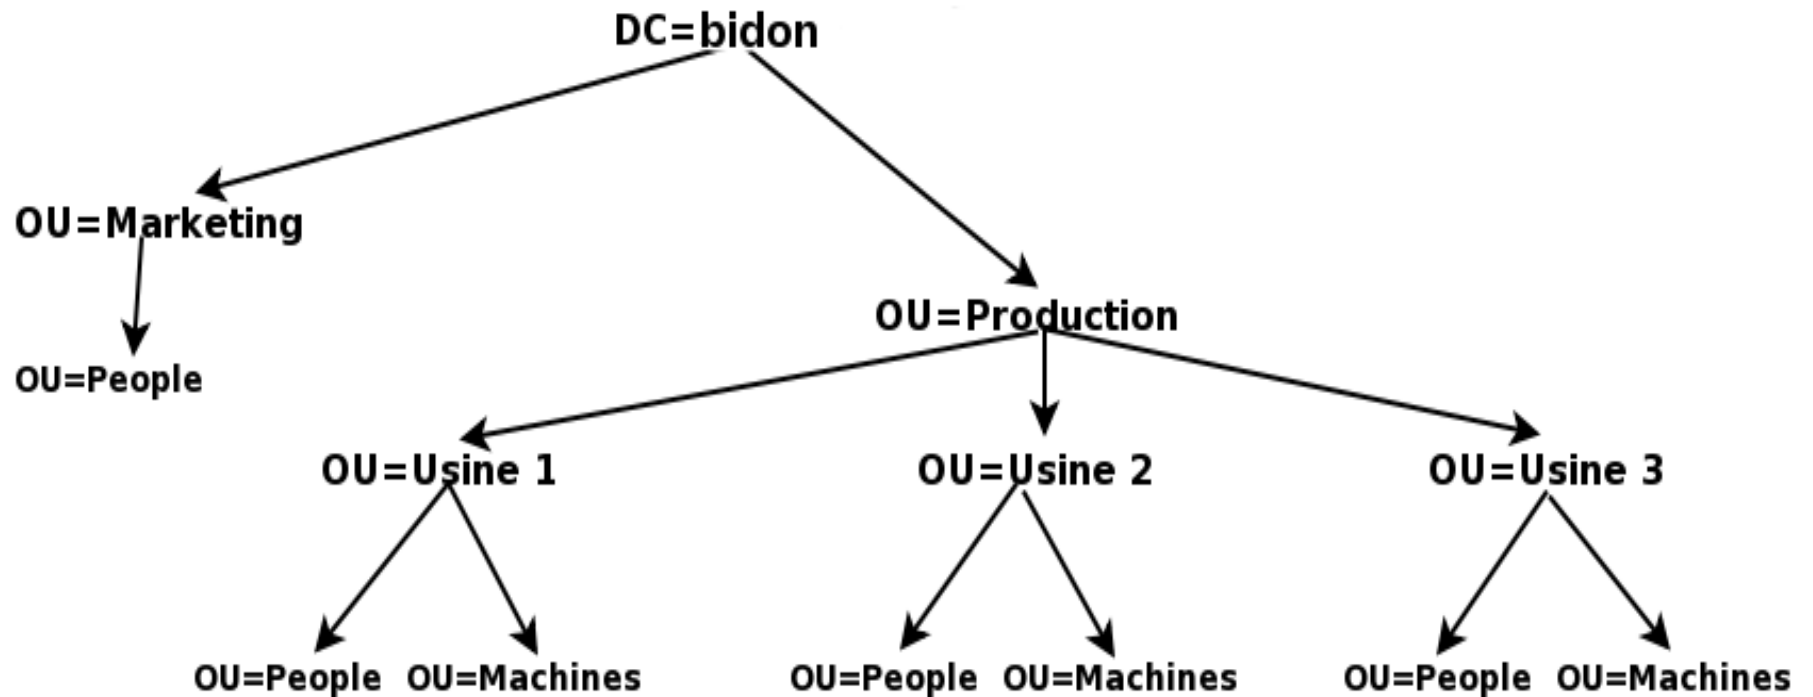 DC=bidon
OU=Marketing
OU=Production
OU=People
OU=Usine 1
OU=Usine 2
OU=Usine 3
OU=People OU=Machines
OU=People OU=Machines
OU=People OU=Machines